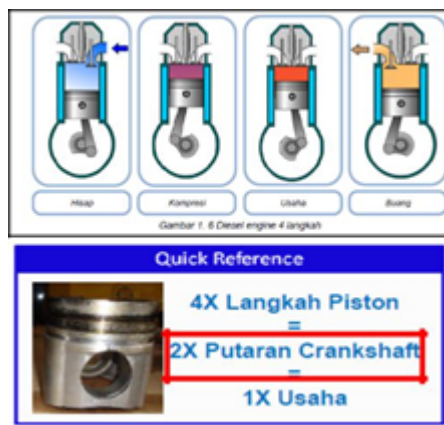 Hisap
Kompresi
Usaha
Buang
Gambar 1. 6 Diesel engine 4 langkah
Quick Reference
4X Langkah Piston
=
2X Putaran Crankshaft
=
1X Usaha